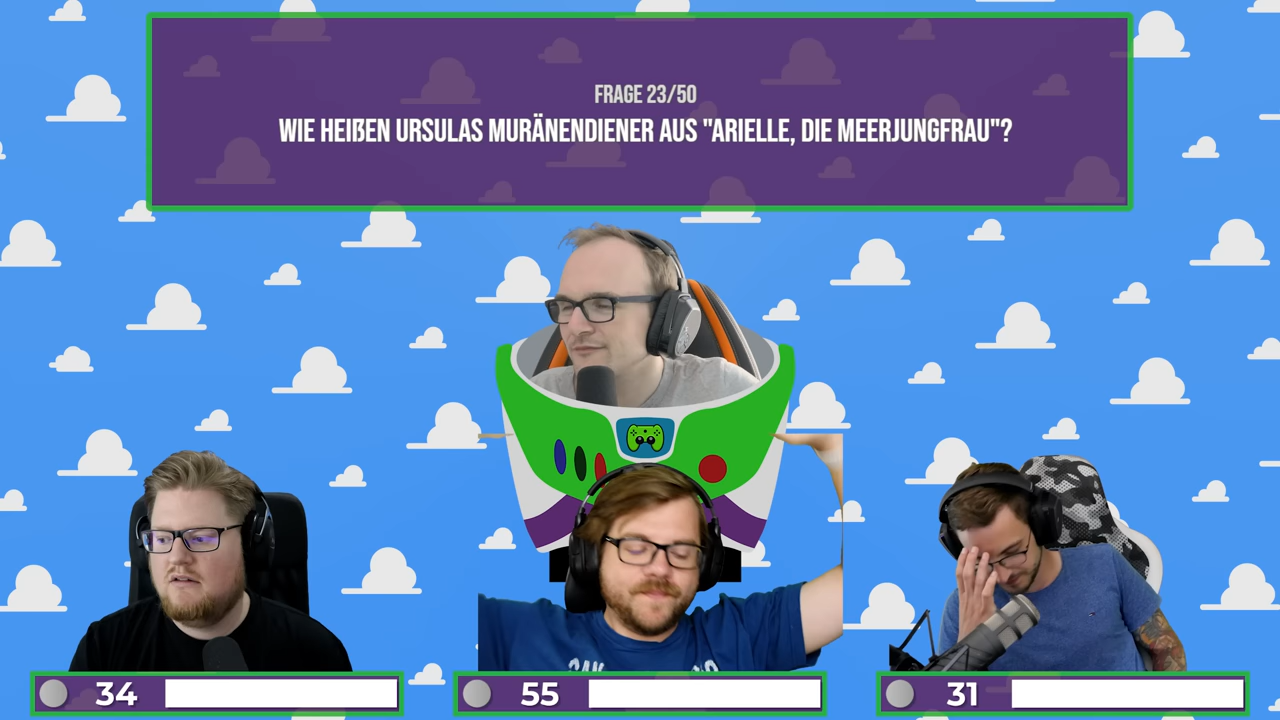 FRAGE 23/50
WIE HEIßEN URSULAS MURÄNENDIENER AUS "ARIELLE, DIE MEERJUNGFRAU"?
34
55
31